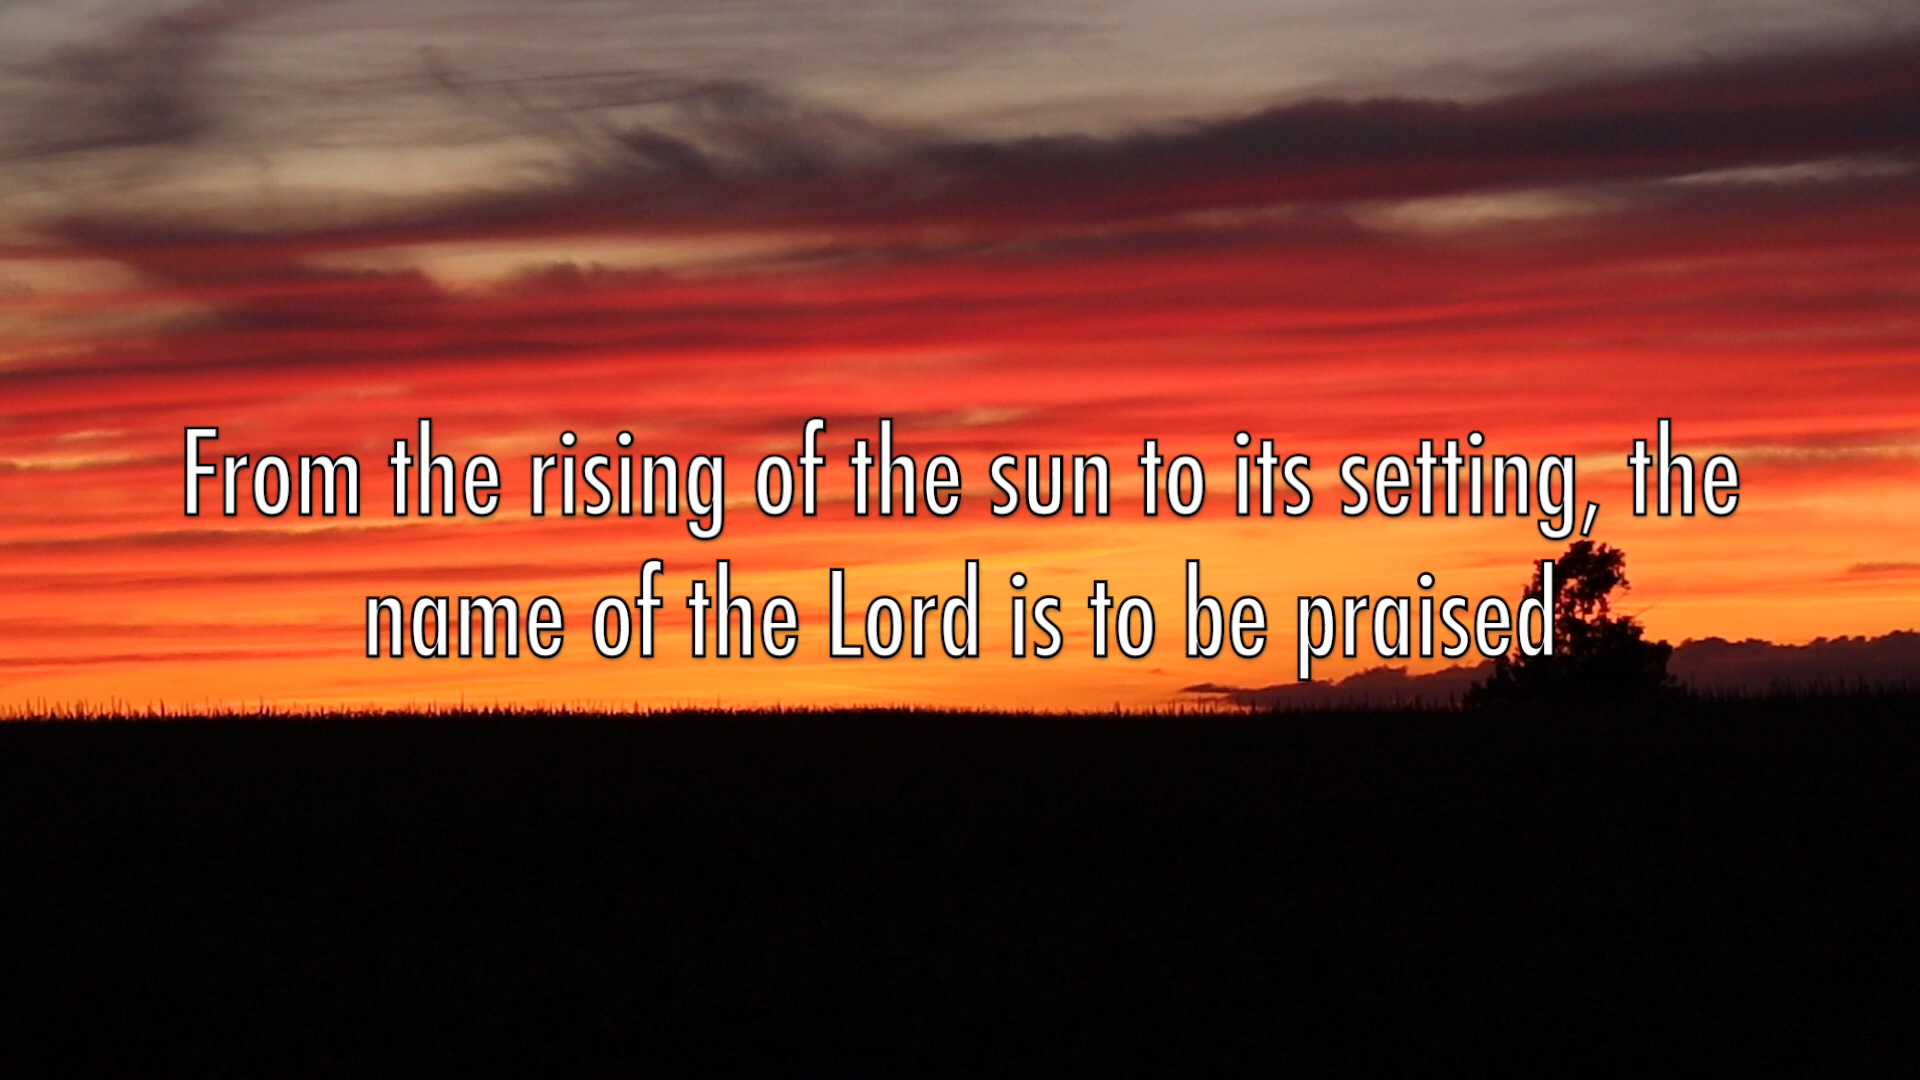 From the rising of the sun to its setting, the
name of the Lord is to be praised